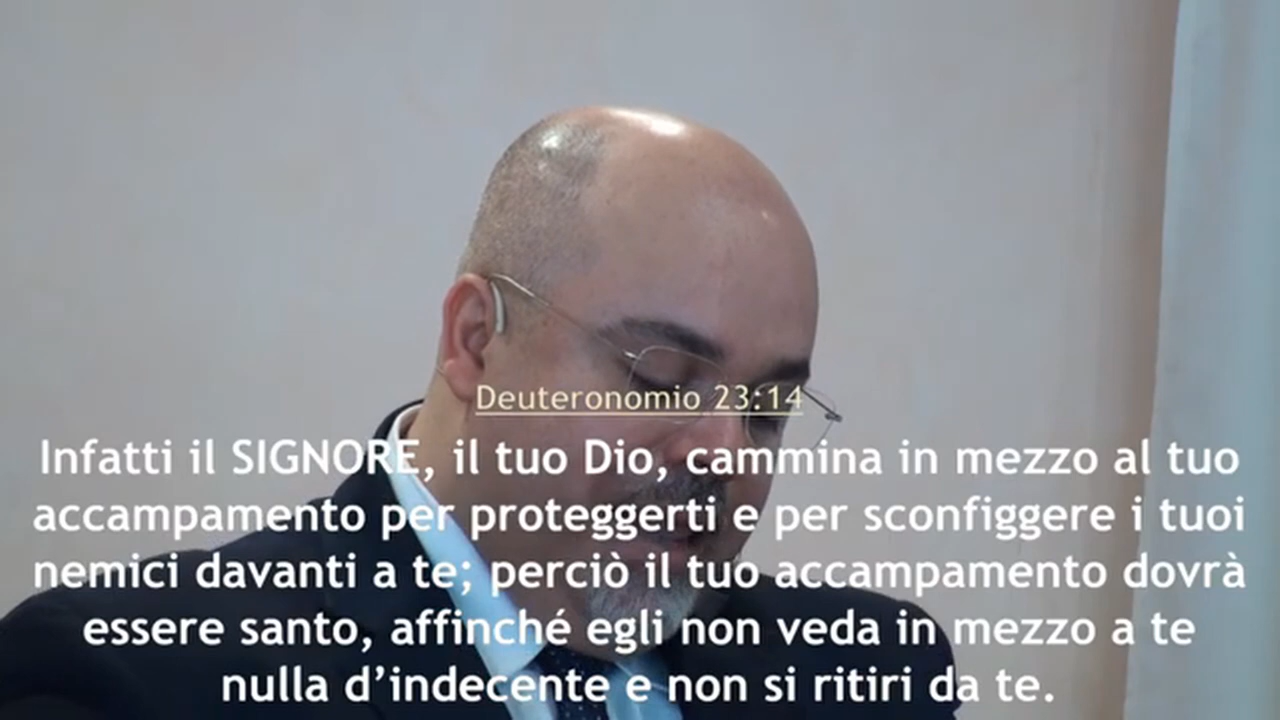 Deuteronomio 23:14
Infatti il SIGNORE, il tuo Dio, cammina in mezzo al tuo
accampamento per proteggerti e per sconfiggere i tuoi
nemici davanti a te; perciò il tuo accampamento dovrà
essere santo, affinché egli non veda in mezzo a te
nulla d’indecente e non si ritiri da te.